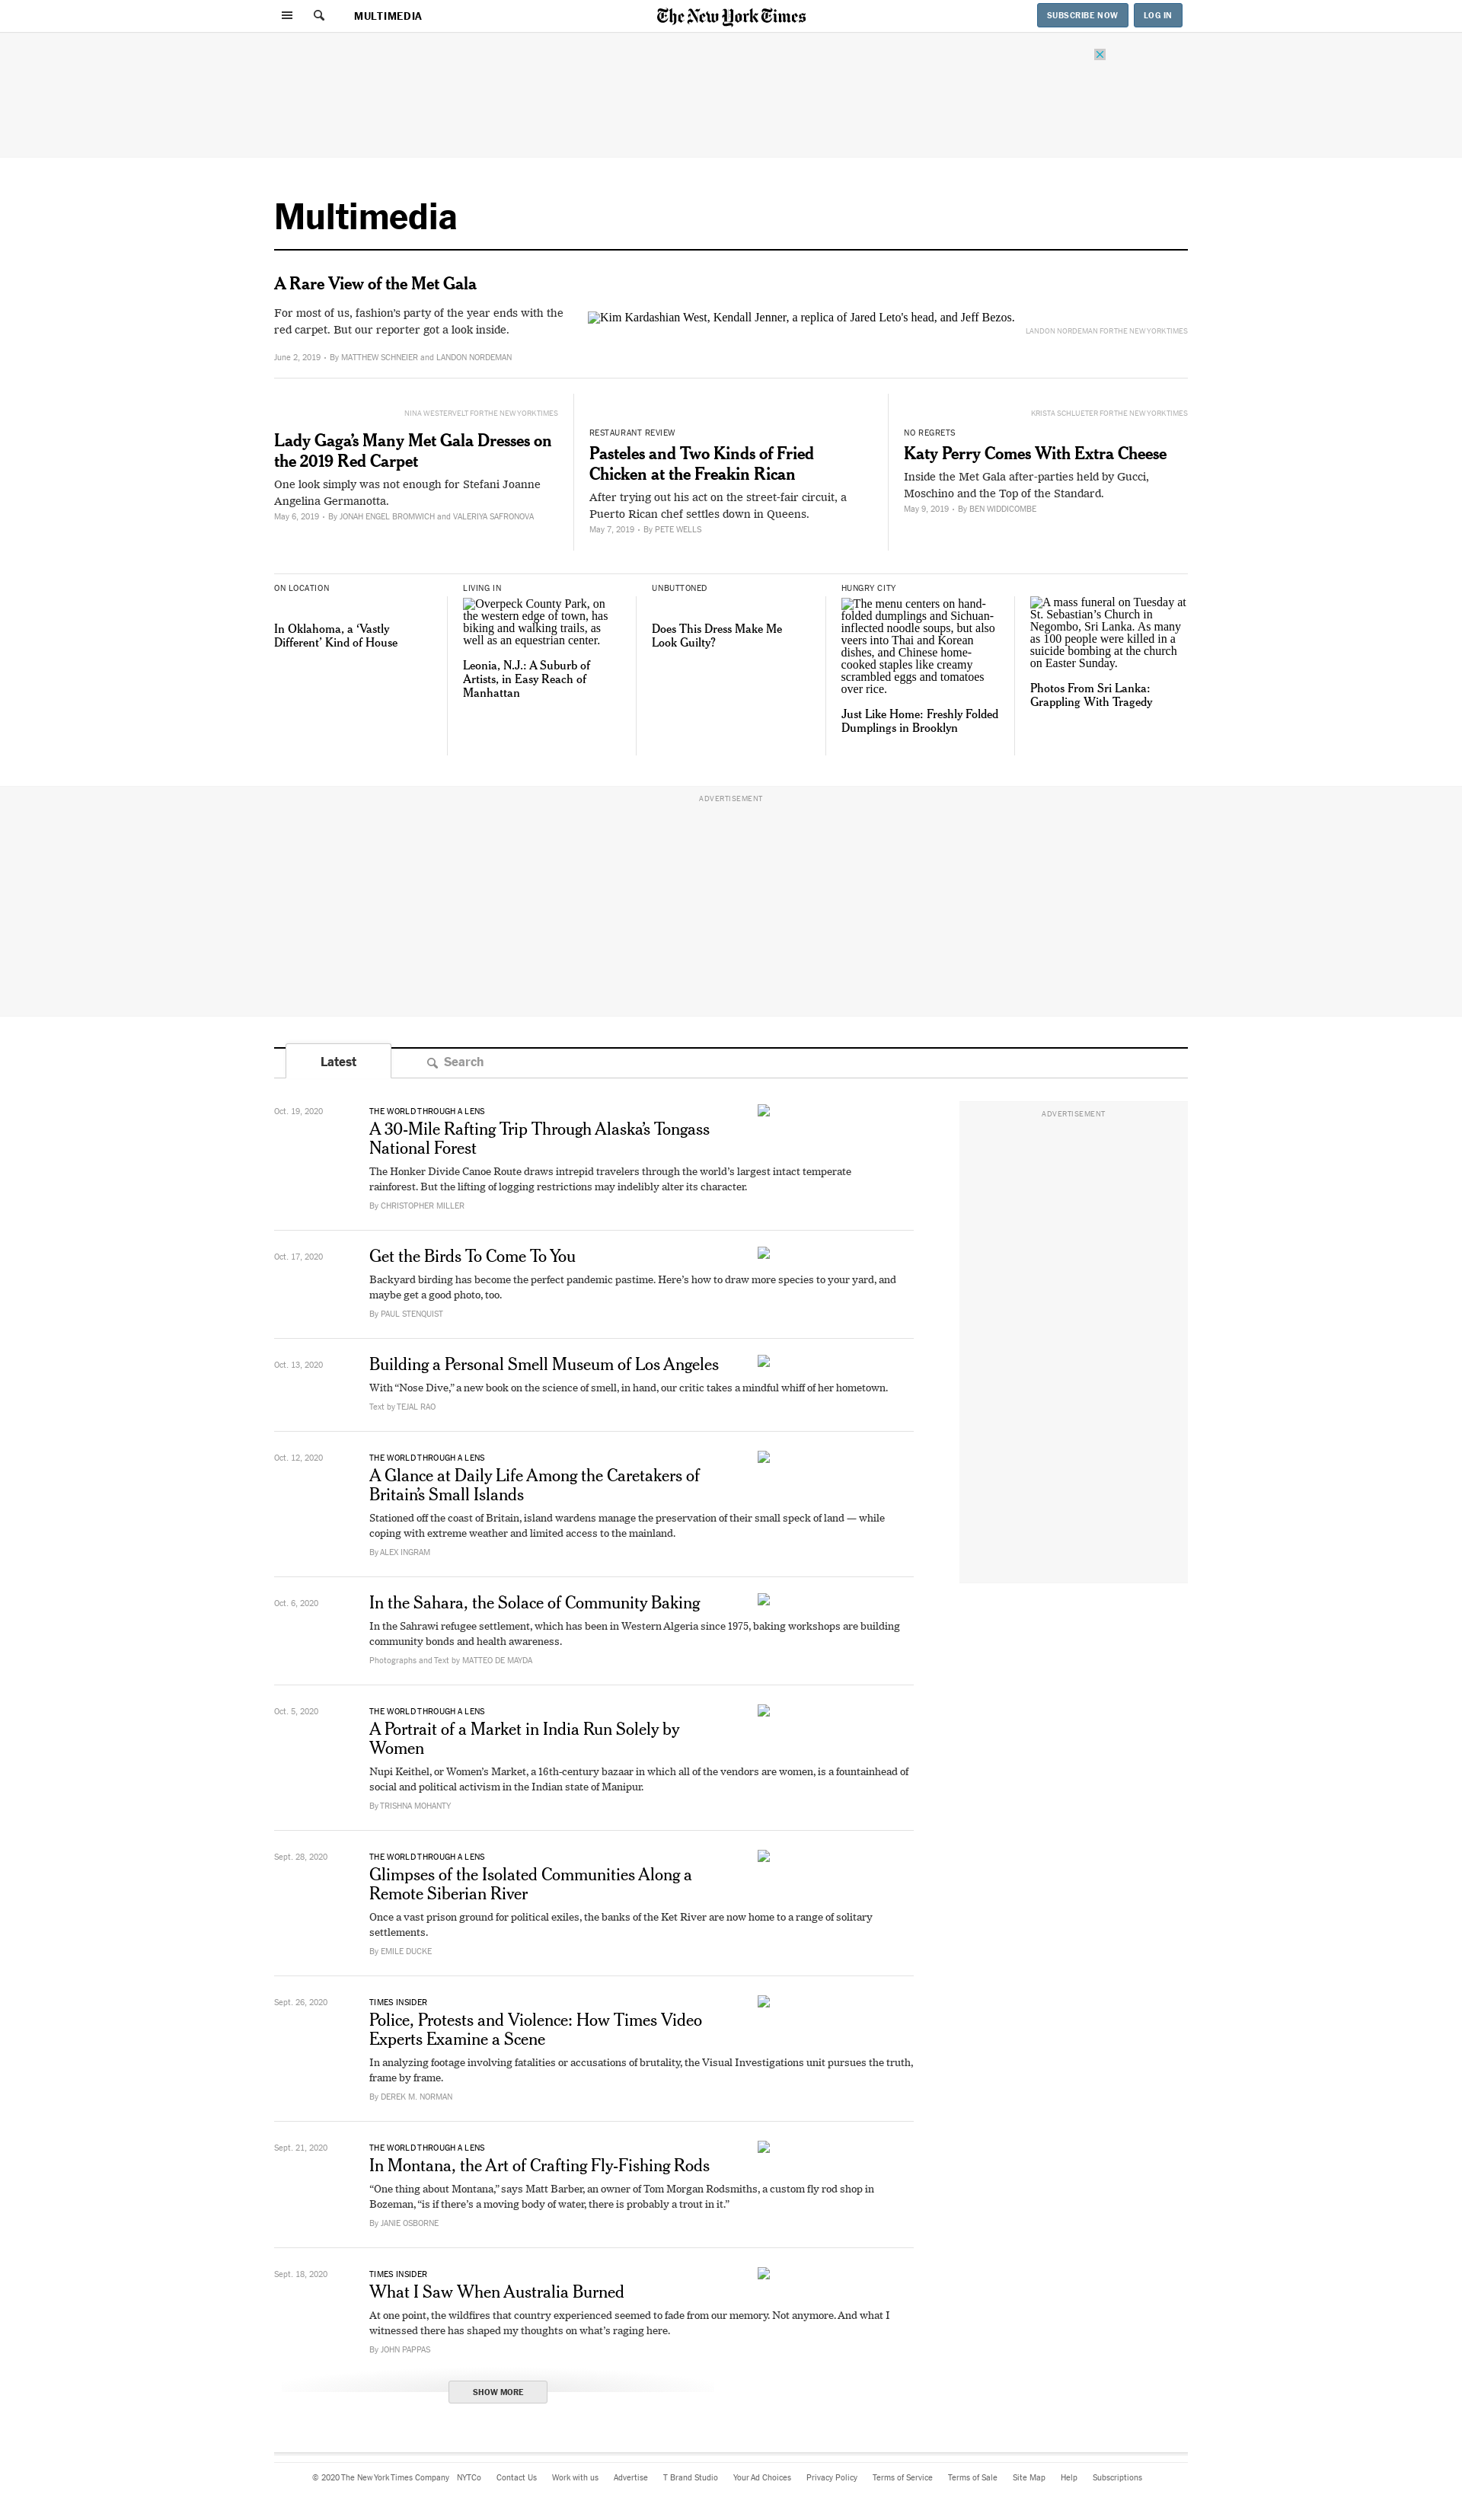 MULTIMEDIA
The New York Times
SUBSCRIBE NOW
LOG IN
Multimedia
A Rare View of the Met Gala
For most of us, fashion's party of the year ends with the
red carpet. But our reporter got a look inside.
June 2, 2019 • By MATTHEW SCHNEIER and LANDON NORDEMAN
Kim Kardashian West, Kendall Jenner, a replica of Jared Leto's head, and Jeff Bezos.
LANDON NORDEMAN FOR THE NEW YORK TIMES
NINA WESTERVELT FOR THE NEW YORK TIMES
Lady Gaga’s Many Met Gala Dresses on
the 2019 Red Carpet
One look simply was not enough for Stefani Joanne
Angelina Germanotta.
May 6, 2019 • By JONAH ENGEL BROMWICH and VALERIYA SAFRONOVA
RESTAURANT REVIEW
Pasteles and Two Kinds of Fried
Chicken at the Freakin Rican
After trying out his act on the street-fair circuit, a
Puerto Rican chef settles down in Queens.
May 7, 2019 • By PETE WELLS
KRISTA SCHLUETER FOR THE NEW YORK TIMES
NO REGRETS
Katy Perry Comes With Extra Cheese
Inside the Met Gala after-parties held by Gucci,
Moschino and the Top of the Standard.
May 9, 2019 • By BEN WIDDICOMBE
ON LOCATION
In Oklahoma, a ‘Vastly
Different’ Kind of House
LIVING IN
Overpeck County Park, on
the western edge of town, has
biking and walking trails, as
well as an equestrian center.
Leonia, N.J.: A Suburb of
Artists, in Easy Reach of
Manhattan
UNBUTTONED
Does This Dress Make Me
Look Guilty?
HUNGRY CITY
The menu centers on hand-
folded dumplings and Sichuan-
inflected noodle soups, but also
veers into Thai and Korean
dishes, and Chinese home-
cooked staples like creamy
scrambled eggs and tomatoes
over rice.
Just Like Home: Freshly Folded
Dumplings in Brooklyn
A mass funeral on Tuesday at
St. Sebastian’s Church in
Negombo, Sri Lanka. As many
as 100 people were killed in a
suicide bombing at the church
on Easter Sunday.
Photos From Sri Lanka:
Grappling With Tragedy
ADVERTISEMENT
Latest
Search
ADVERTISEMENT
Oct. 19, 2020
THE WORLD THROUGH A LENS
A 30-Mile Rafting Trip Through Alaska’s Tongass
National Forest
The Honker Divide Canoe Route draws intrepid travelers through the world’s largest intact temperate
rainforest. But the lifting of logging restrictions may indelibly alter its character.
By CHRISTOPHER MILLER
Oct. 17, 2020
Get the Birds To Come To You
Backyard birding has become the perfect pandemic pastime. Here’s how to draw more species to your yard, and
maybe get a good photo, too.
By PAUL STENQUIST
Oct. 13, 2020
Building a Personal Smell Museum of Los Angeles
With “Nose Dive,” a new book on the science of smell, in hand, our critic takes a mindful whiff of her hometown.
Text by TEJAL RAO
Oct. 12, 2020
THE WORLD THROUGH A LENS
A Glance at Daily Life Among the Caretakers of
Britain’s Small Islands
Stationed off the coast of Britain, island wardens manage the preservation of their small speck of land — while
coping with extreme weather and limited access to the mainland.
By ALEX INGRAM
Oct. 6, 2020
In the Sahara, the Solace of Community Baking
In the Sahrawi refugee settlement, which has been in Western Algeria since 1975, baking workshops are building
community bonds and health awareness.
Photographs and Text by MATTEO DE MAYDA
Oct. 5, 2020
THE WORLD THROUGH A LENS
A Portrait of a Market in India Run Solely by
Women
Nupi Keithel, or Women’s Market, a 16th-century bazaar in which all of the vendors are women, is a fountainhead of
social and political activism in the Indian state of Manipur.
By TRISHNA MOHANTY
Sept. 28, 2020
THE WORLD THROUGH A LENS
Glimpses of the Isolated Communities Along a
Remote Siberian River
Once a vast prison ground for political exiles, the banks of the Ket River are now home to a range of solitary
settlements.
By EMILE DUCKE
Sept. 26, 2020
TIMES INSIDER
Police, Protests and Violence: How Times Video
Experts Examine a Scene
In analyzing footage involving fatalities or accusations of brutality, the Visual Investigations unit pursues the truth,
frame by frame.
By DEREK M. NORMAN
Sept. 21, 2020
THE WORLD THROUGH A LENS
In Montana, the Art of Crafting Fly-Fishing Rods
“One thing about Montana,” says Matt Barber, an owner of Tom Morgan Rodsmiths, a custom fly rod shop in
Bozeman, “is if there’s a moving body of water, there is probably a trout in it.”
By JANIE OSBORNE
Sept. 18, 2020
TIMES INSIDER
What I Saw When Australia Burned
At one point, the wildfires that country experienced seemed to fade from our memory. Not anymore. And what I
witnessed there has shaped my thoughts on what’s raging here.
By JOHN PAPPAS
SHOW MORE
© 2020 The New York Times Company NYTCo Contact Us Work with us Advertise T Brand Studio Your Ad Choices Privacy Policy Terms of Service Terms of Sale Site Map Help Subscriptions